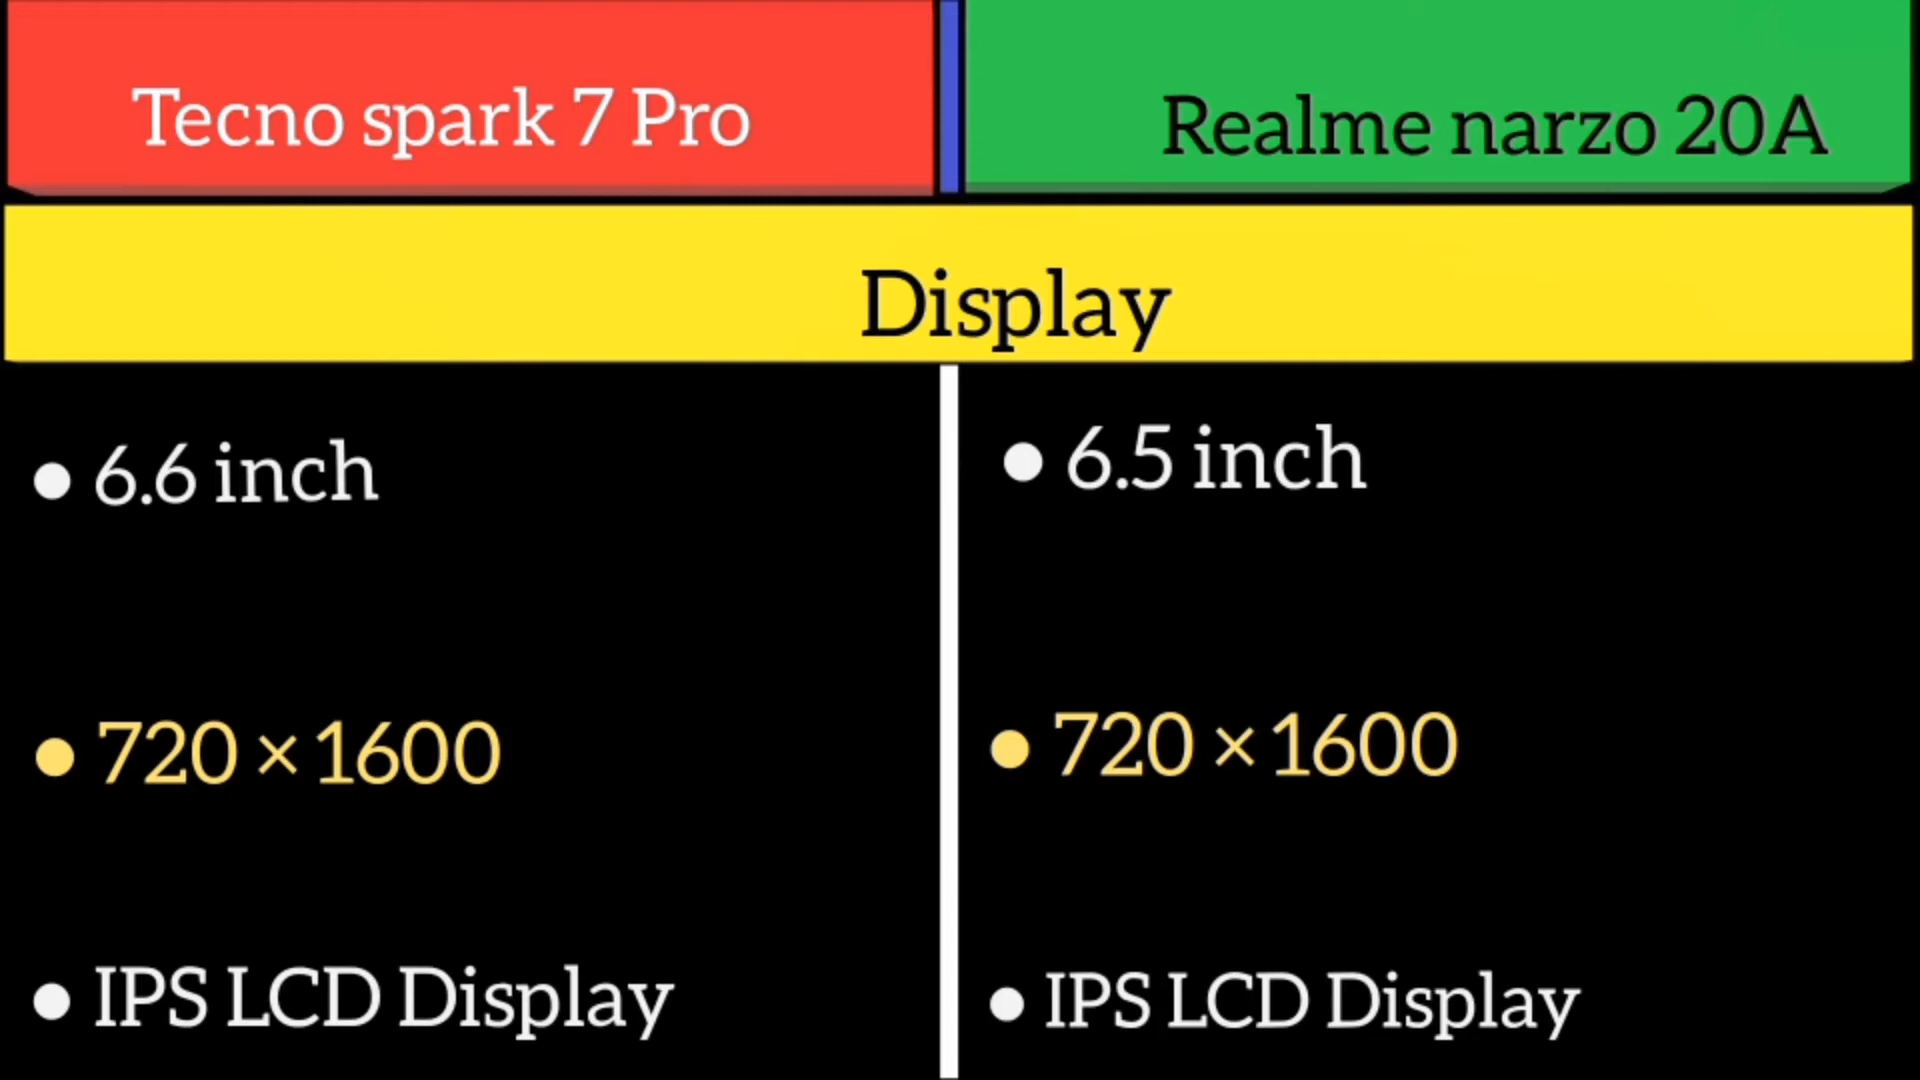 Tecno spark 7 Pro
Realme narzo 20A
Display
• 6.6 inch
• 6.5 inch
• 720 × 1600
• 720 × 1600
• IPS LCD Display
• IPS LCD Display